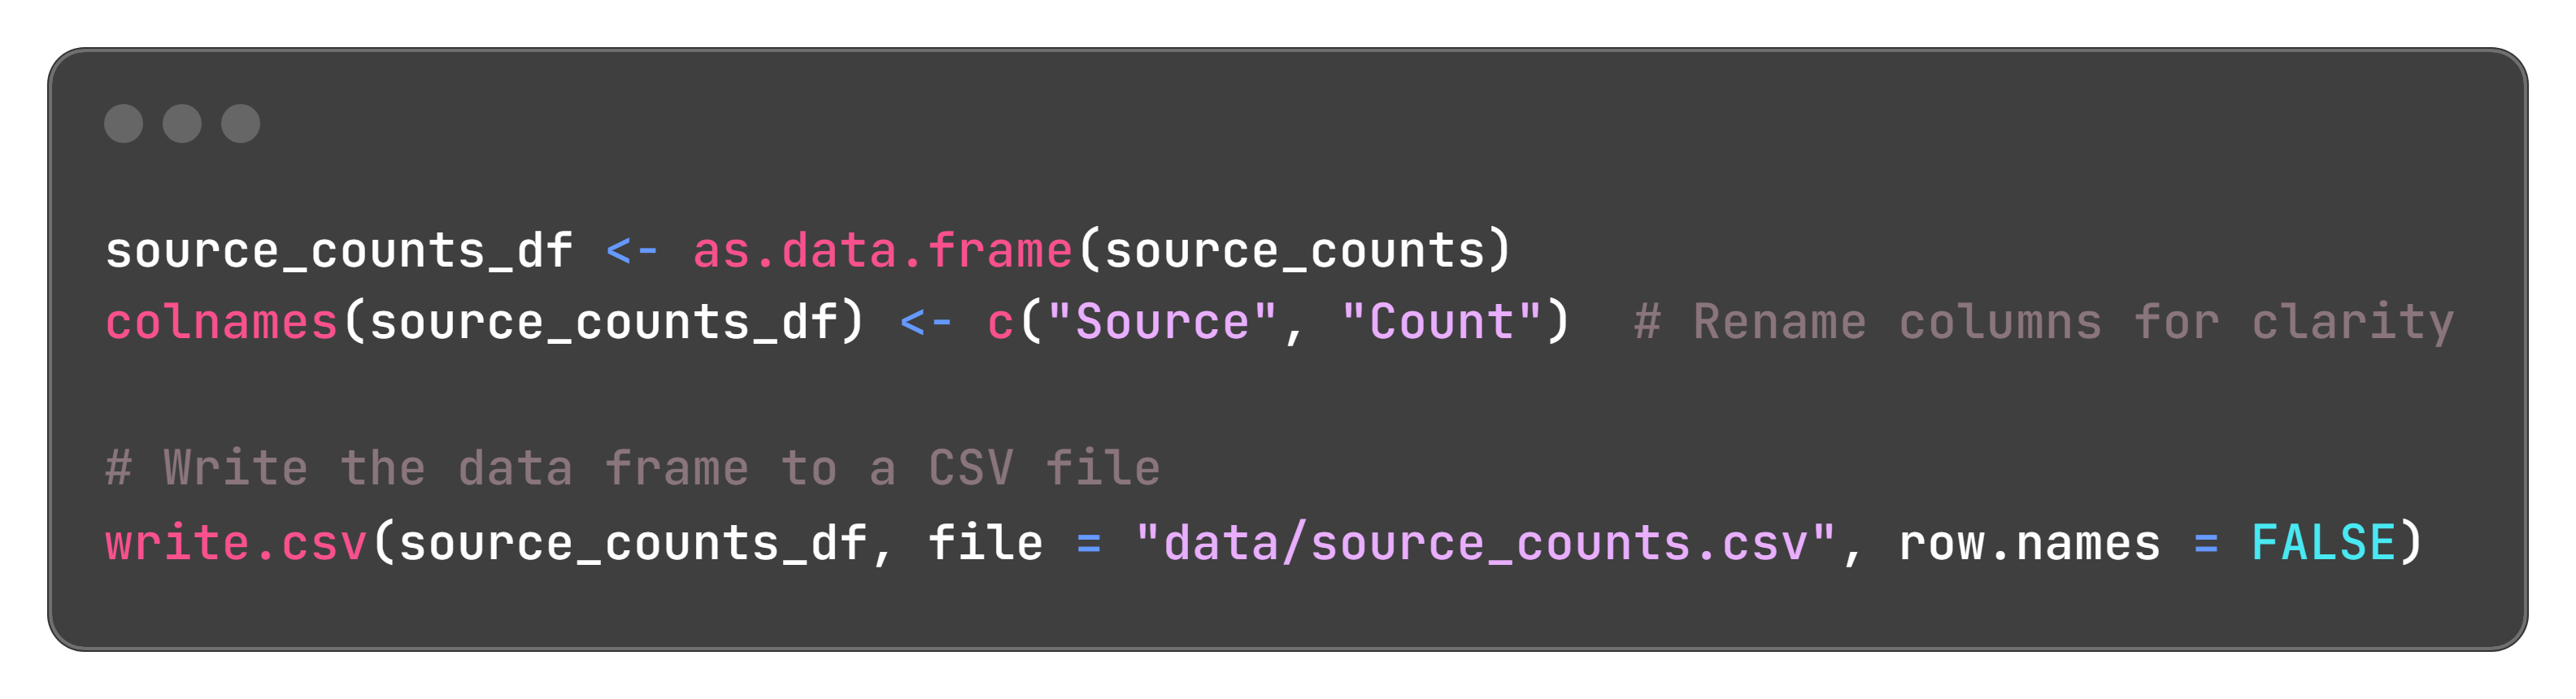 source_counts_df <- as.data.frame(source_counts)
colnames(source_counts_df) <- c("Source", "Count")  # Rename columns for clarity
# Write the data frame to a CSV file
write.csv(source_counts_df, file = "data/source_counts.csv", row.names = FALSE)